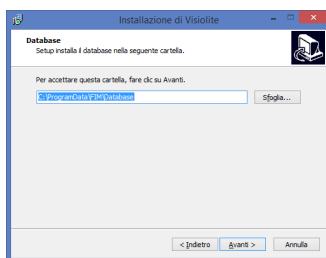 Installazione di Visiolite
Database
Setup installa il database nella seguente cartella.
Per accettare questa cartella, fare clic su Avanti.
C:\ProgramData\FIM\Database
Sfoglia...
< Indietro
Avanti >
Annulla